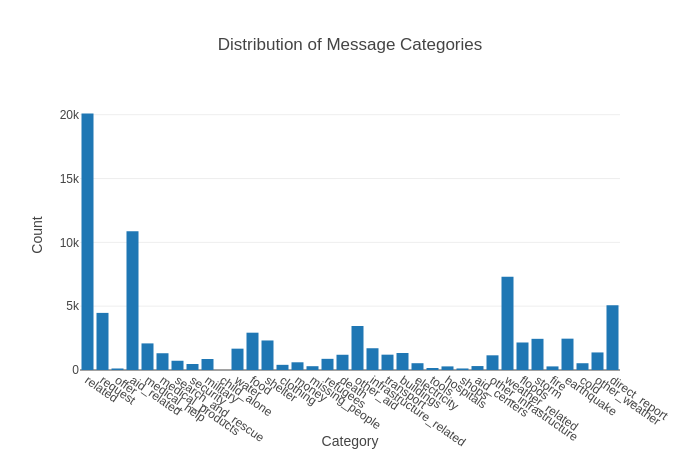 Distribution of Message Categories
20k
15k
10k
5k
0
Count
related
request
offer
aid_related
medical_help
medical_products
search_and_rescue
security
military
child_alone
water
food
shelter
clothing
money
missing_people
refugees
death
other_aid
infrastructure_related
transport
buildings
electricity
tools
hospitals
shops
aid_centers
other_infrastructure
weather_related
floods
storm
fire
earthquake
cold
other_weather
direct_report
Category